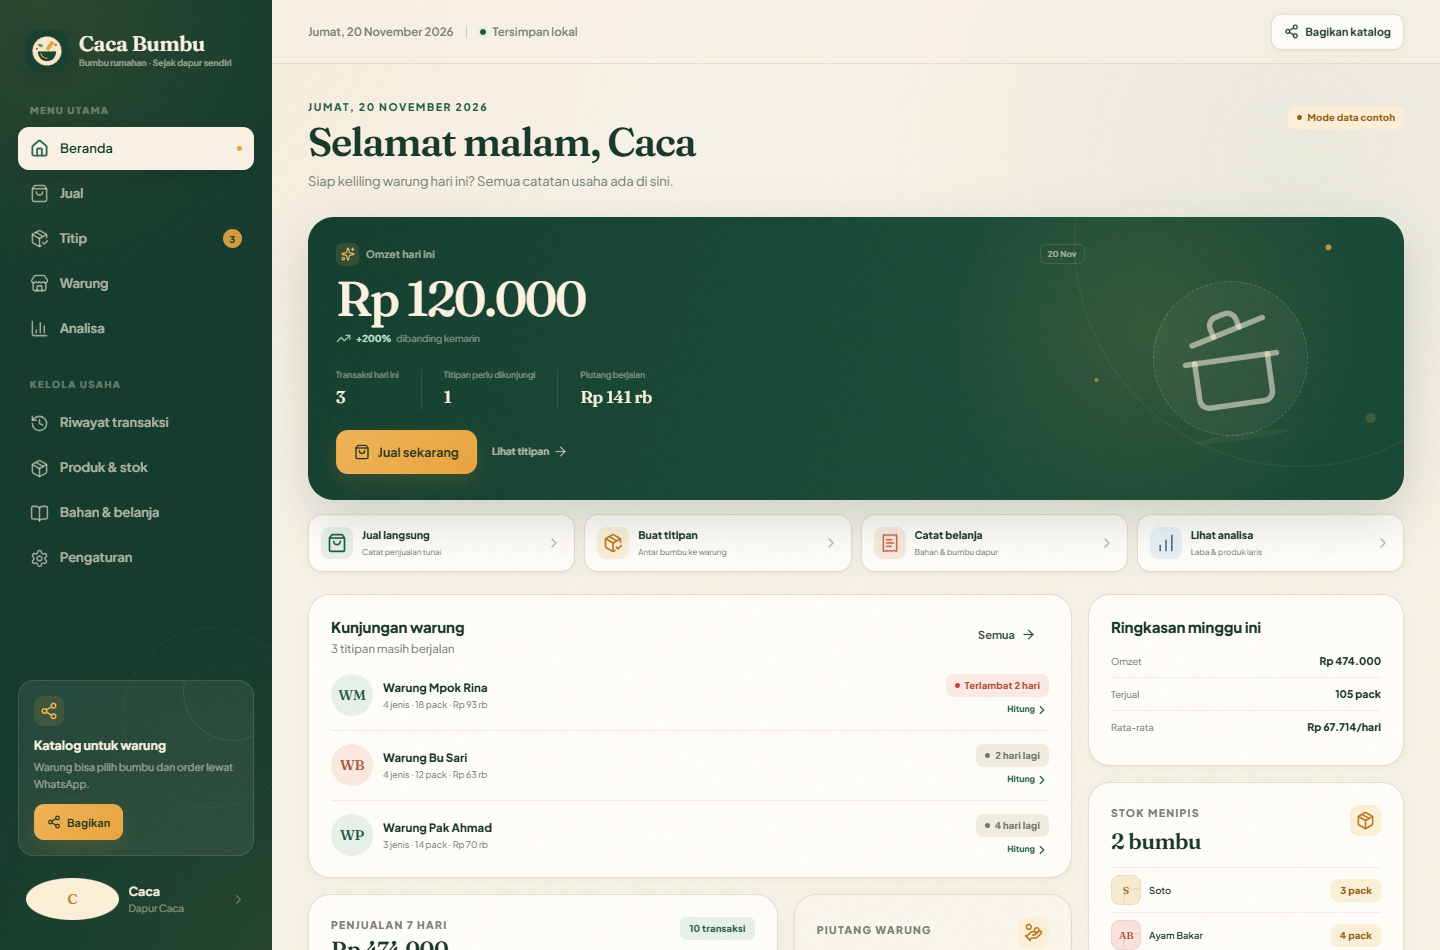 Caca Bumbu
Bumbu rumahan · Sejak dapur sendiri
MENU UTAMA
Beranda
Jual
Titip
3
Warung
Analisa
KELOLA USAHA
Riwayat transaksi
Produk & stok
Bahan & belanja
Pengaturan
Katalog untuk warung
Warung bisa pilih bumbu dan order lewat
WhatsApp.
Bagikan
C
Caca
Dapur Caca
Jumat, 20 November 2026
Tersimpan lokal
Bagikan katalog
JUMAT, 20 NOVEMBER 2026
Selamat malam, Caca
Siap keliling warung hari ini? Semua catatan usaha ada di sini.
Mode data contoh
Omzet hari ini
20 Nov
Rp 120.000
+200% dibanding kemarin
Transaksi hari ini
3
Titipan perlu dikunjungi
1
Piutang berjalan
Rp 141 rb
Jual sekarang
Lihat titipan
Jual langsung
Catat penjualan tunai
Buat titipan
Antar bumbu ke warung
Catat belanja
Bahan & bumbu dapur
Lihat analisa
Laba & produk laris
Kunjungan warung
3 titipan masih berjalan
Semua
WM
Warung Mpok Rina
4 jenis · 18 pack · Rp 93 rb
Terlambat 2 hari
Hitung
WB
Warung Bu Sari
4 jenis · 12 pack · Rp 63 rb
2 hari lagi
Hitung
WP
Warung Pak Ahmad
3 jenis · 14 pack · Rp 70 rb
4 hari lagi
Hitung
Ringkasan minggu ini
Omzet Rp 474.000
Terjual 105 pack
Rata-rata Rp 67.714/hari
STOK MENIPIS
2 bumbu
S Soto 3 pack
AB Ayam Bakar 4 pack
PENJUALAN 7 HARI
Rp 474.000
10 transaksi
PIUTANG WARUNG